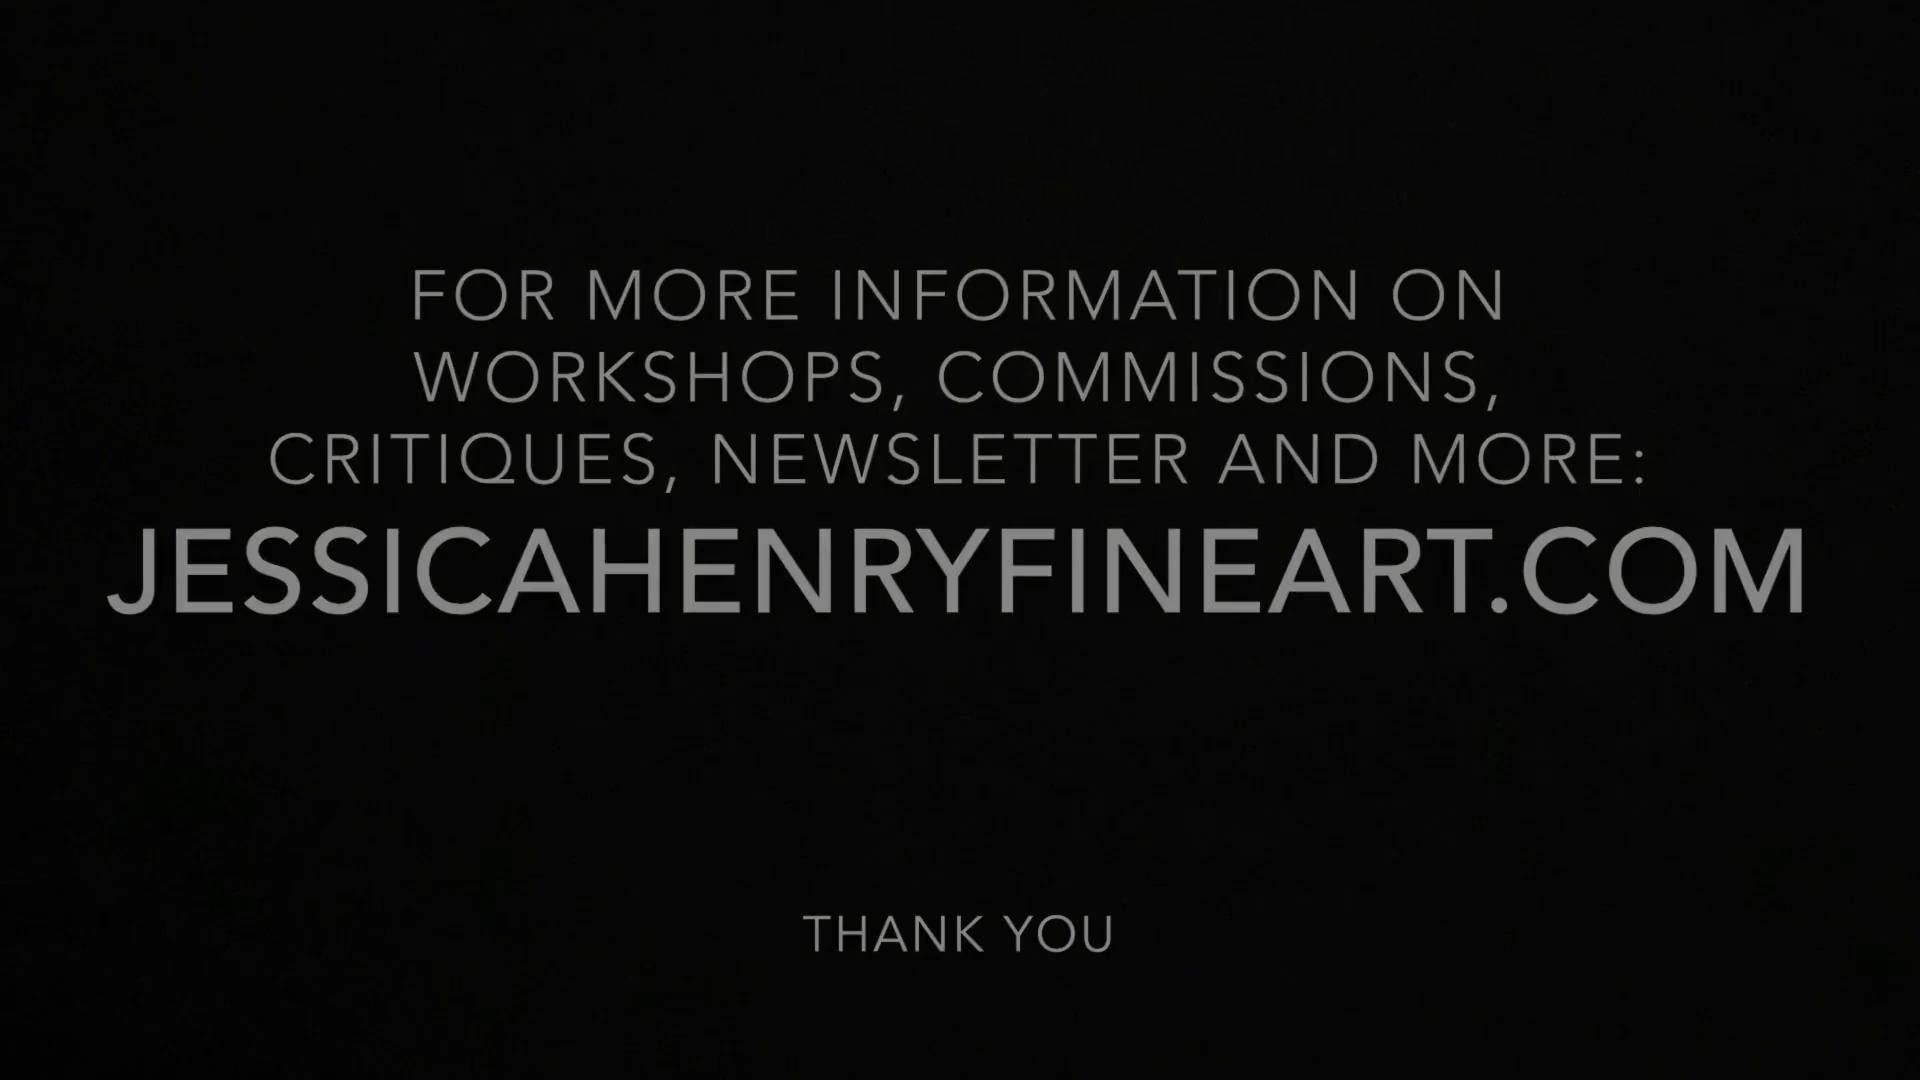 FOR MORE INFORMATION ON
WORKSHOPS, COMMISSIONS,
CRITIQUES, NEWSLETTER AND MORE:
JESSICAHENRYFINEART.COM
THANK YOU